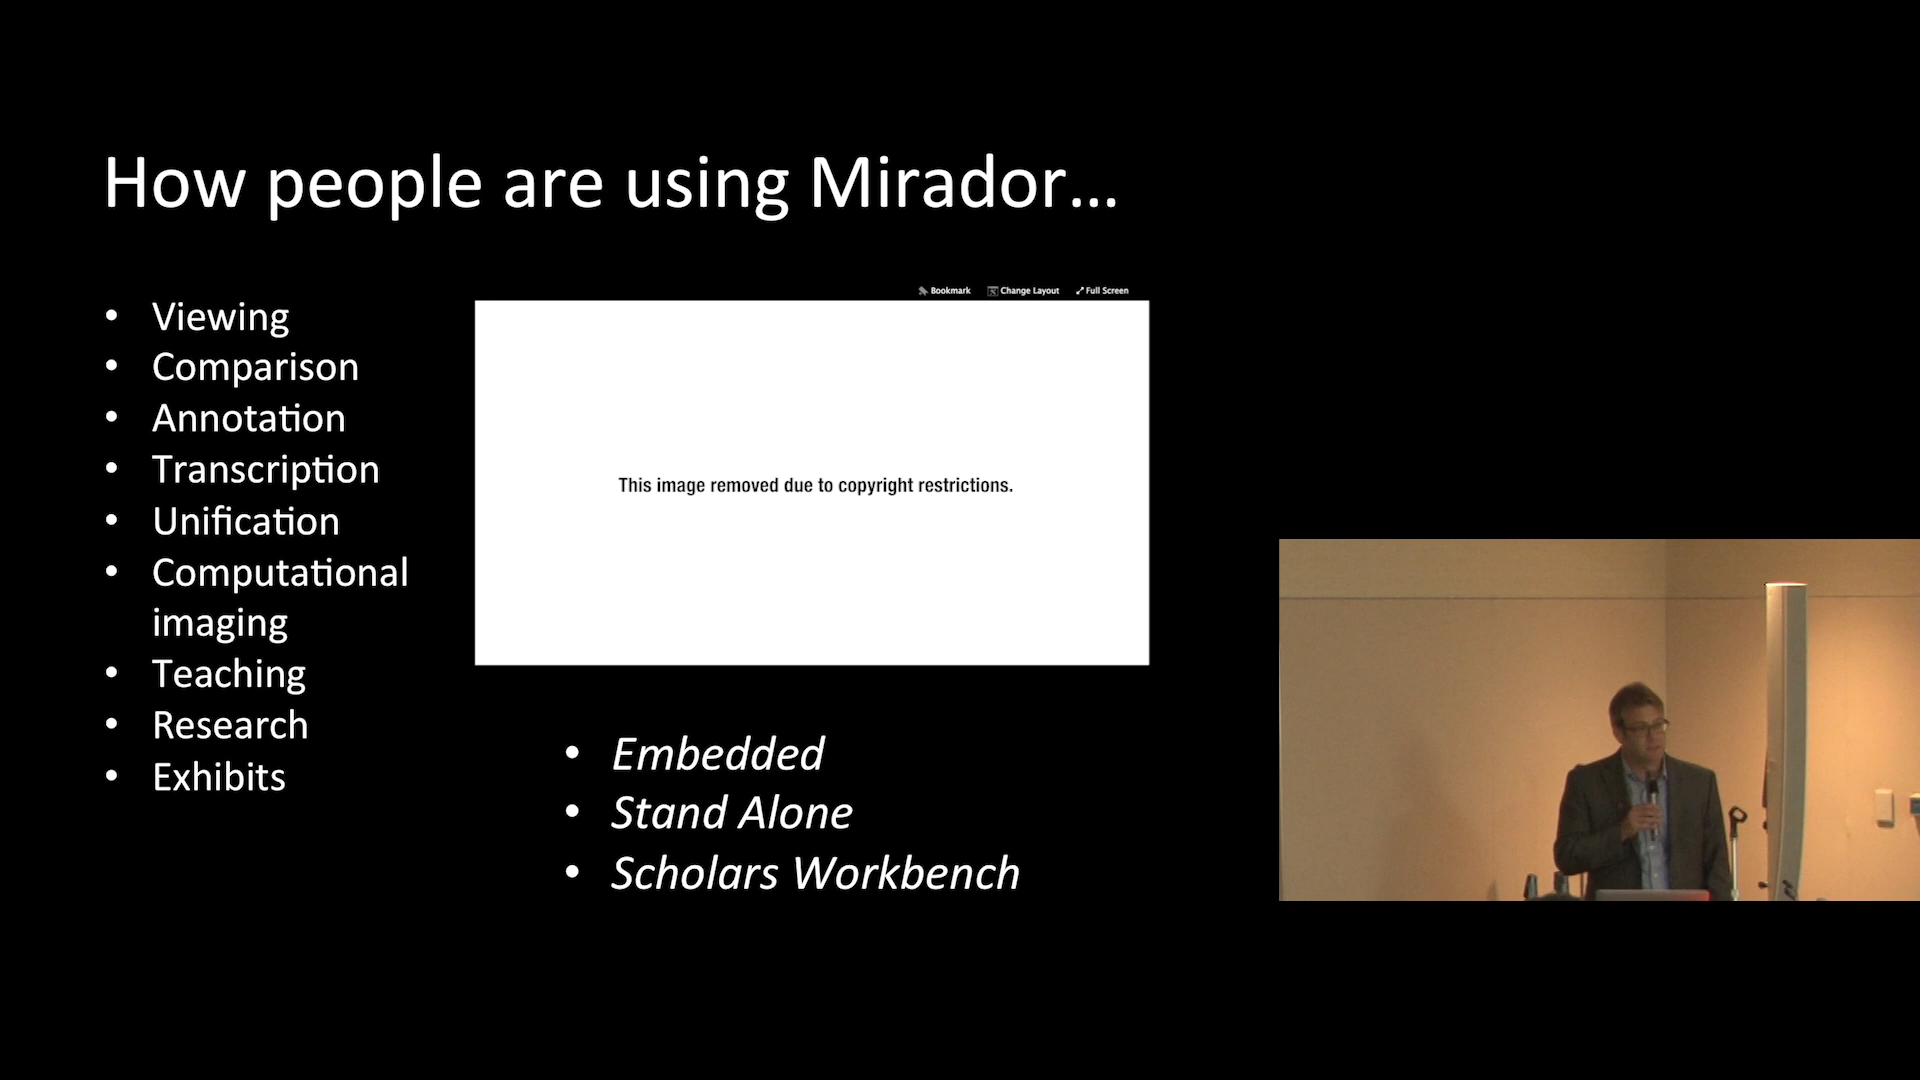 How people are using Mirador...
• Viewing
• Comparison
• Annotation
• Transcription
• Unification
• Computational
imaging
• Teaching
• Research
• Exhibits
Bookmark Change Layout Full Screen
This image removed due to copyright restrictions.
• Embedded
• Stand Alone
• Scholars Workbench